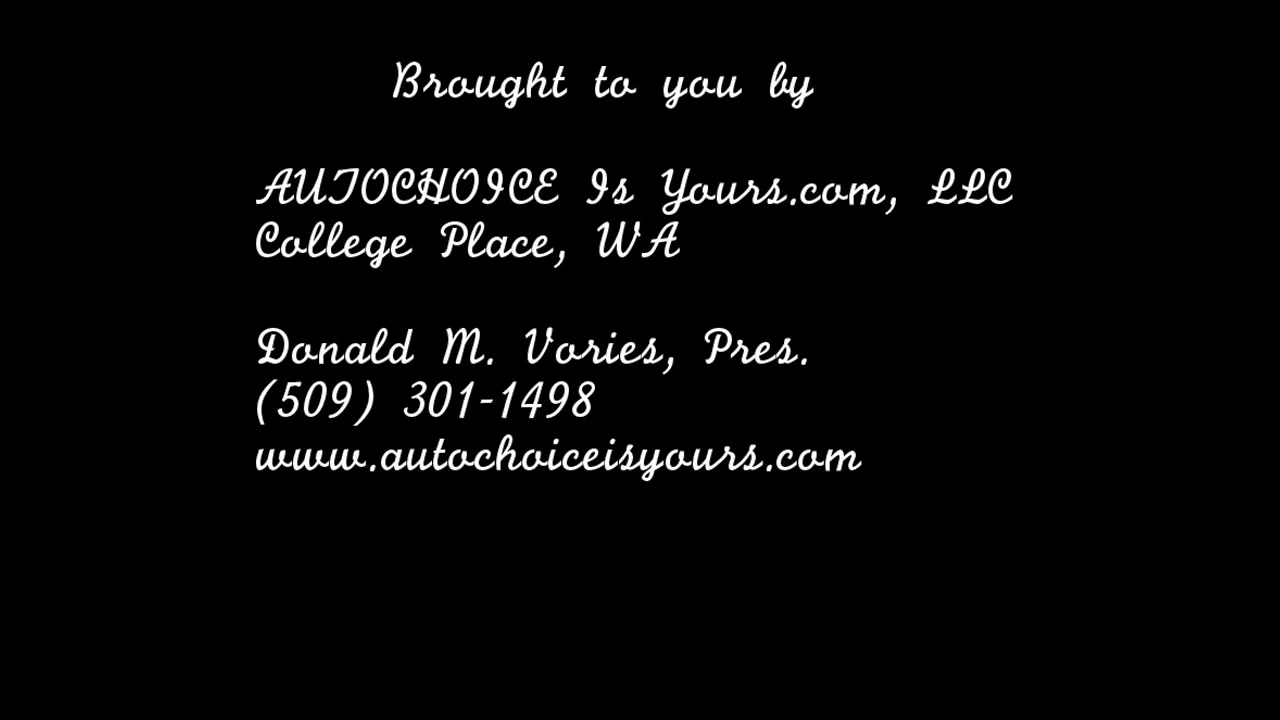 Brought to you by
AUTOCHOICE Is Yours.com, LLC
College Place, WA
Donald M. Vories, Pres.
(509) 301-1498
www.autochoiceisyours.com